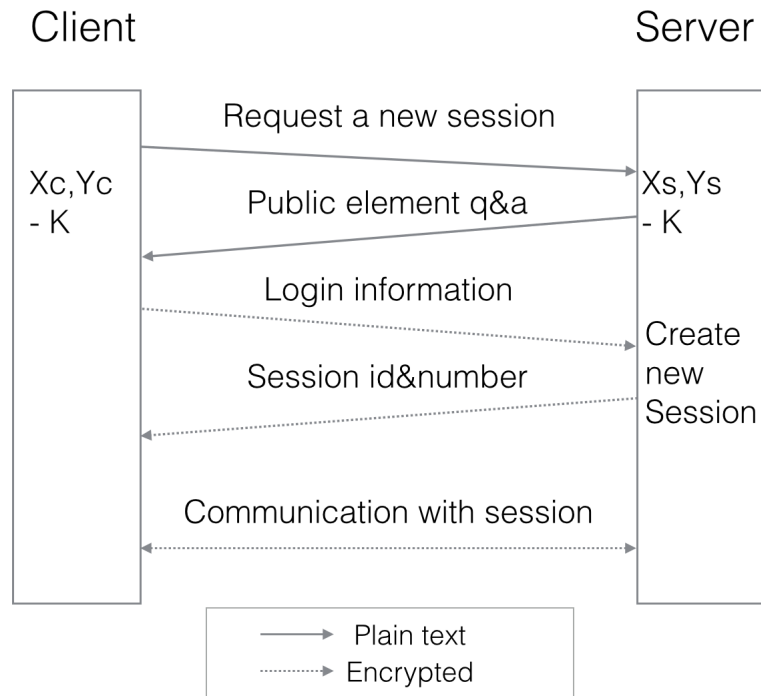 Client
Server
Request a new session
Xc,Yc
- K
Xs,Ys
- K
Public element q&a
Login information
Create
new
Session
Session id&number
Communication with session
Plain text
Encrypted